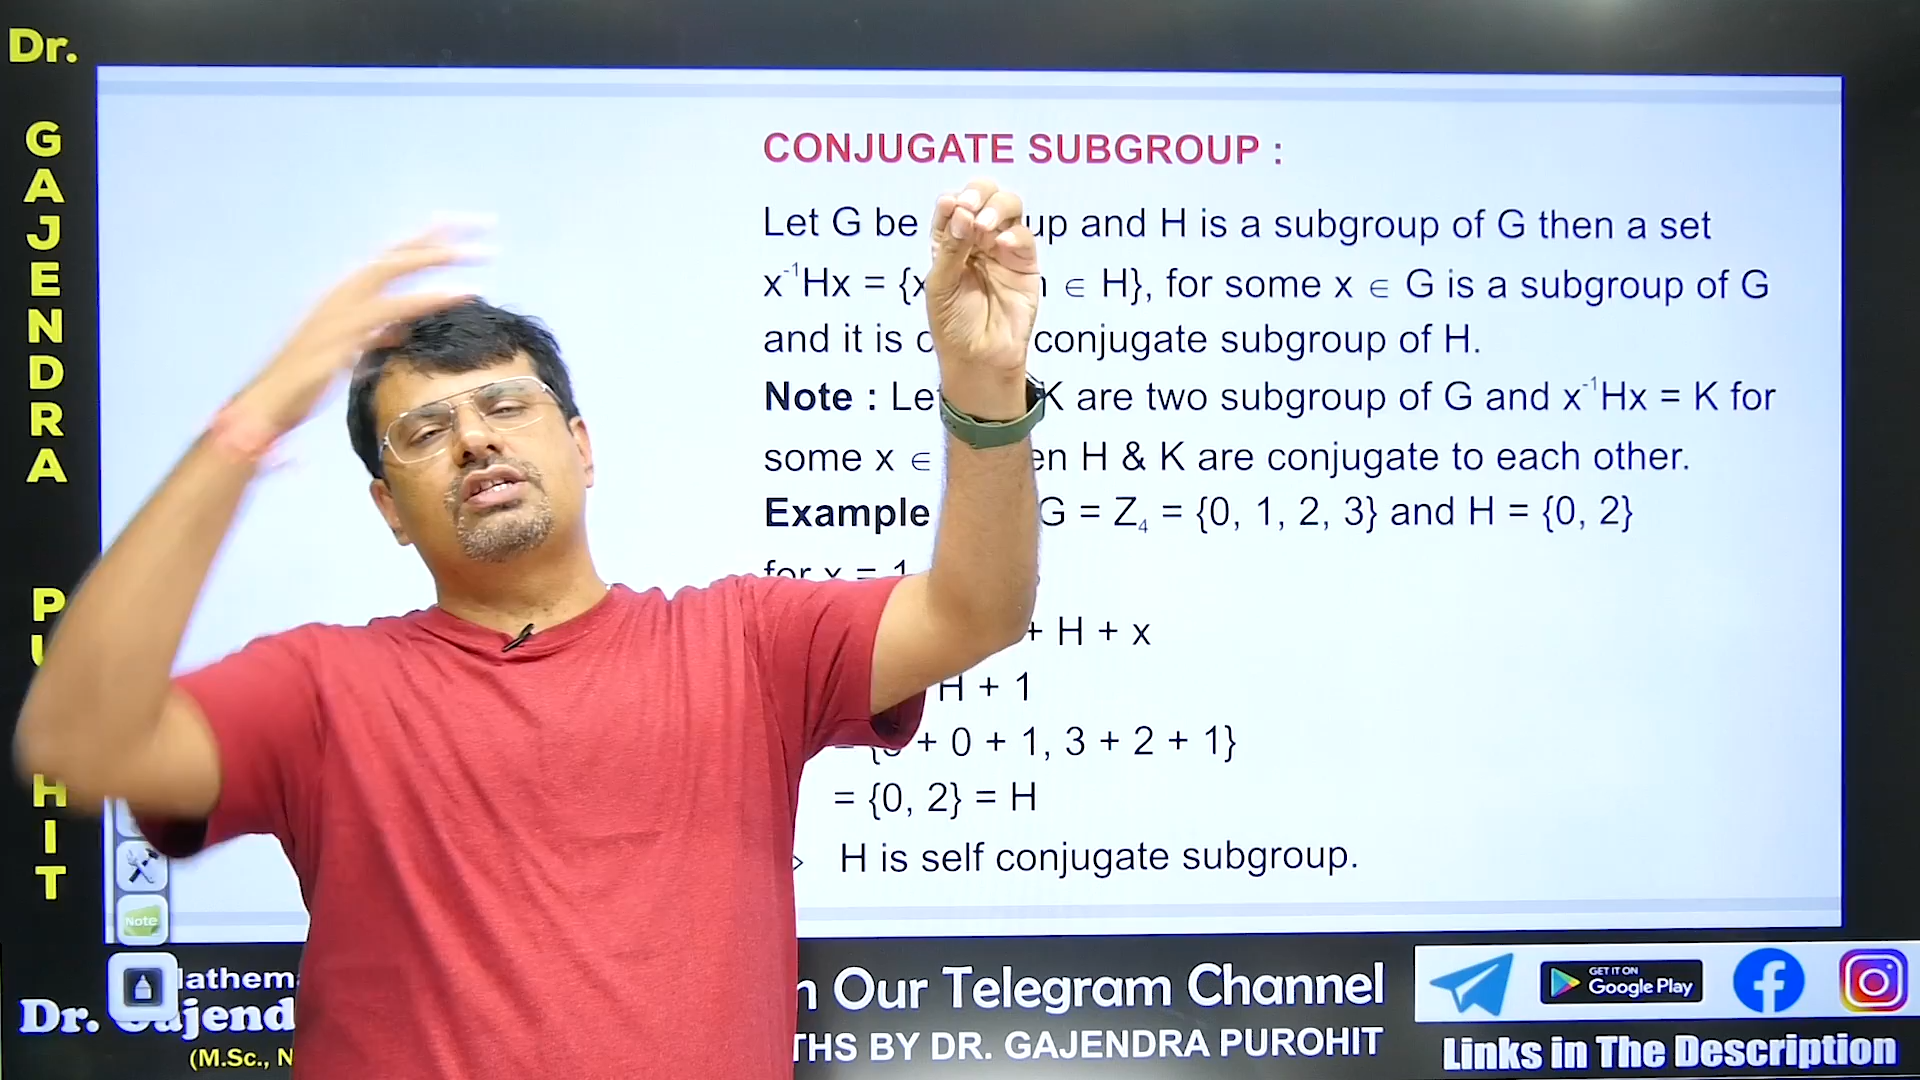 Dr.
GAJENDRA
CONJUGATE SUBGROUP :
Let G be up and H is a subgroup of G then a set
x⁻¹Hx = {x ∈ H}, for some x ∈ G is a subgroup of G
and it is conjugate subgroup of H.
Note : K are two subgroup of G and x⁻¹Hx = K for
some x ∈ H & K are conjugate to each other.
Example G = Z₄ = {0, 1, 2, 3} and H = {0, 2}
+ H + x
H + 1
+ 0 + 1, 3 + 2 + 1}
= {0, 2} = H
H is self conjugate subgroup.
Note
Our Telegram Channel
Dr.
BY DR. GAJENDRA PUROHIT
(M.Sc.,
GET IT ON
Google Play
Links in The Description